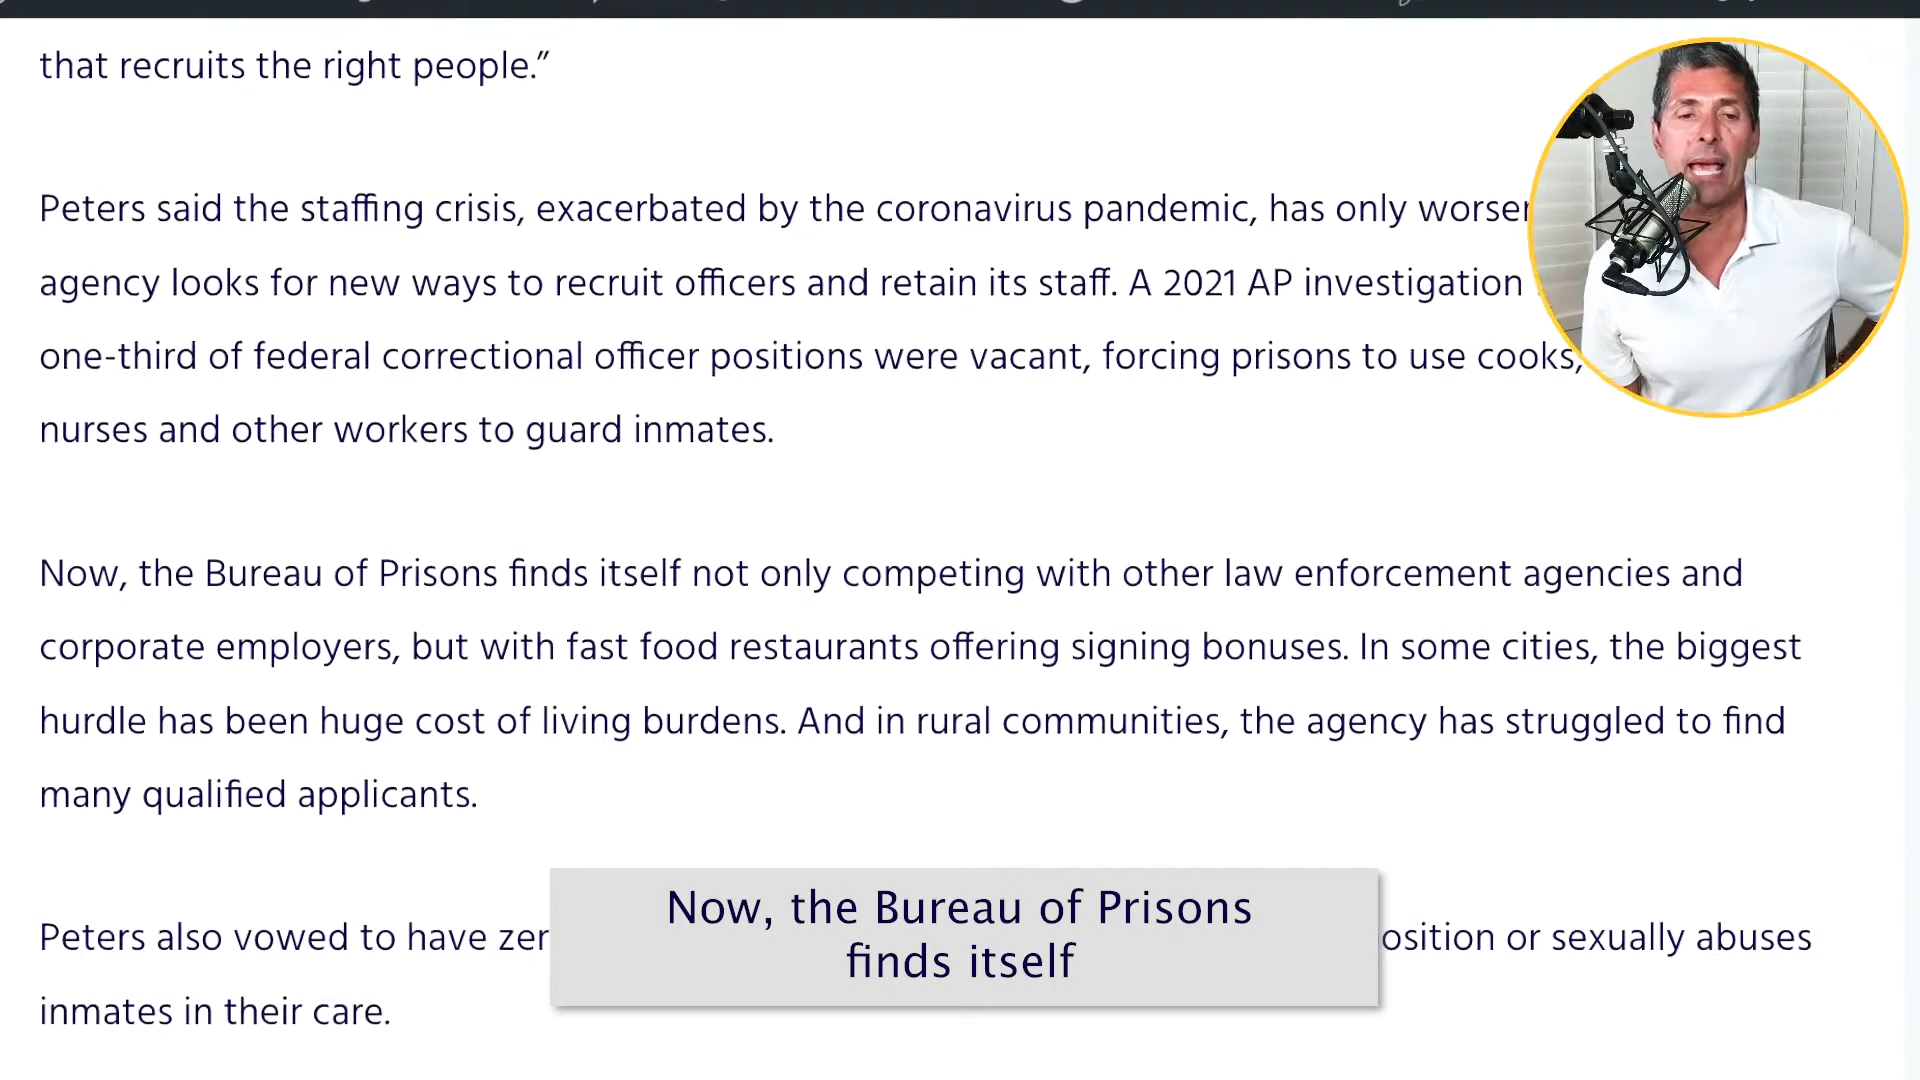 that recruits the right people.”
Peters said the staffing crisis, exacerbated by the coronavirus pandemic, has only
agency looks for new ways to recruit officers and retain its staff. A 2021 AP investigation
one-third of federal correctional officer positions were vacant, forcing prisons to use cooks,
nurses and other workers to guard inmates.
Now, the Bureau of Prisons finds itself not only competing with other law enforcement agencies and
corporate employers, but with fast food restaurants offering signing bonuses. In some cities, the biggest
hurdle has been huge cost of living burdens. And in rural communities, the agency has struggled to find
many qualified applicants.
Peters also vowed to have or sexually abuses
inmates in their care.
Now, the Bureau of Prisons
finds itself